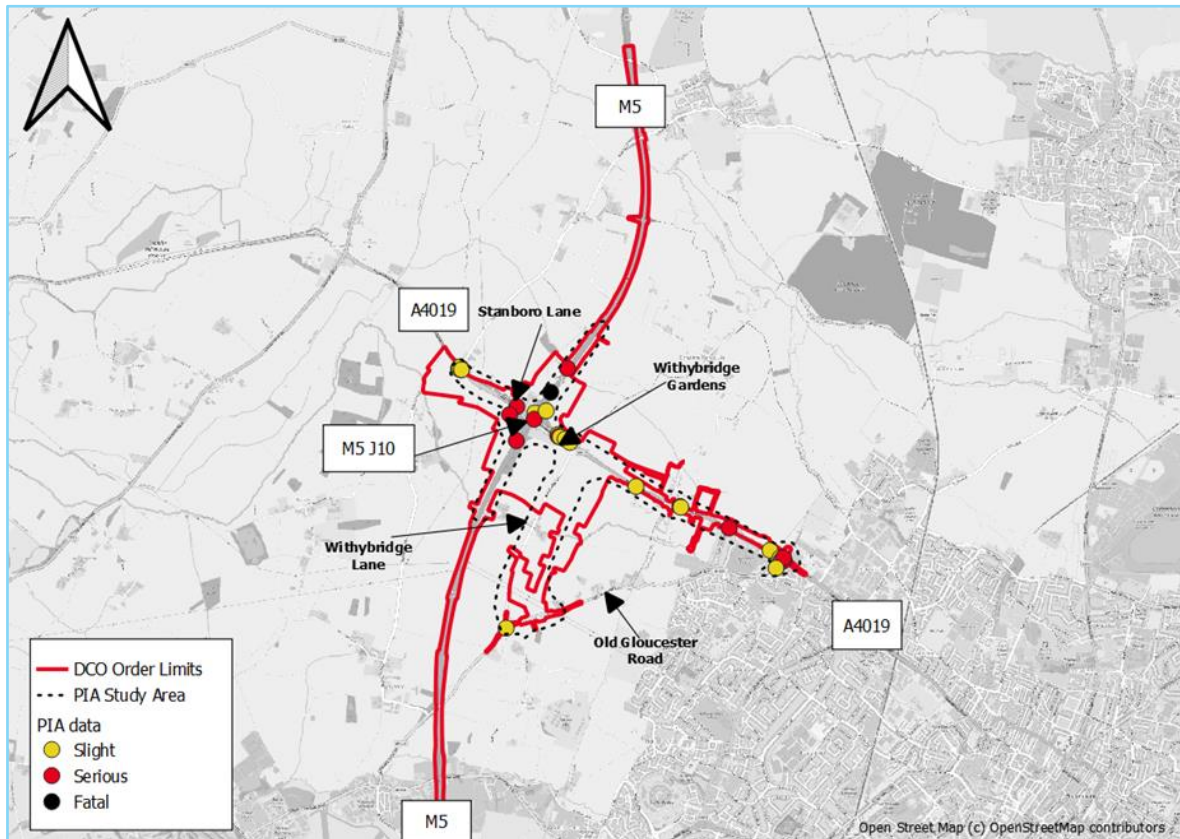 M5
A4019
Stanboro Lane
Withybridge
Gardens
M5 J10
Withybridge
Lane
Old Gloucester
Road
A4019
DCO Order Limits
PIA Study Area
PIA data
Slight
Serious
Fatal
M5
Open Street Map (c) OpenStreetMap contributors